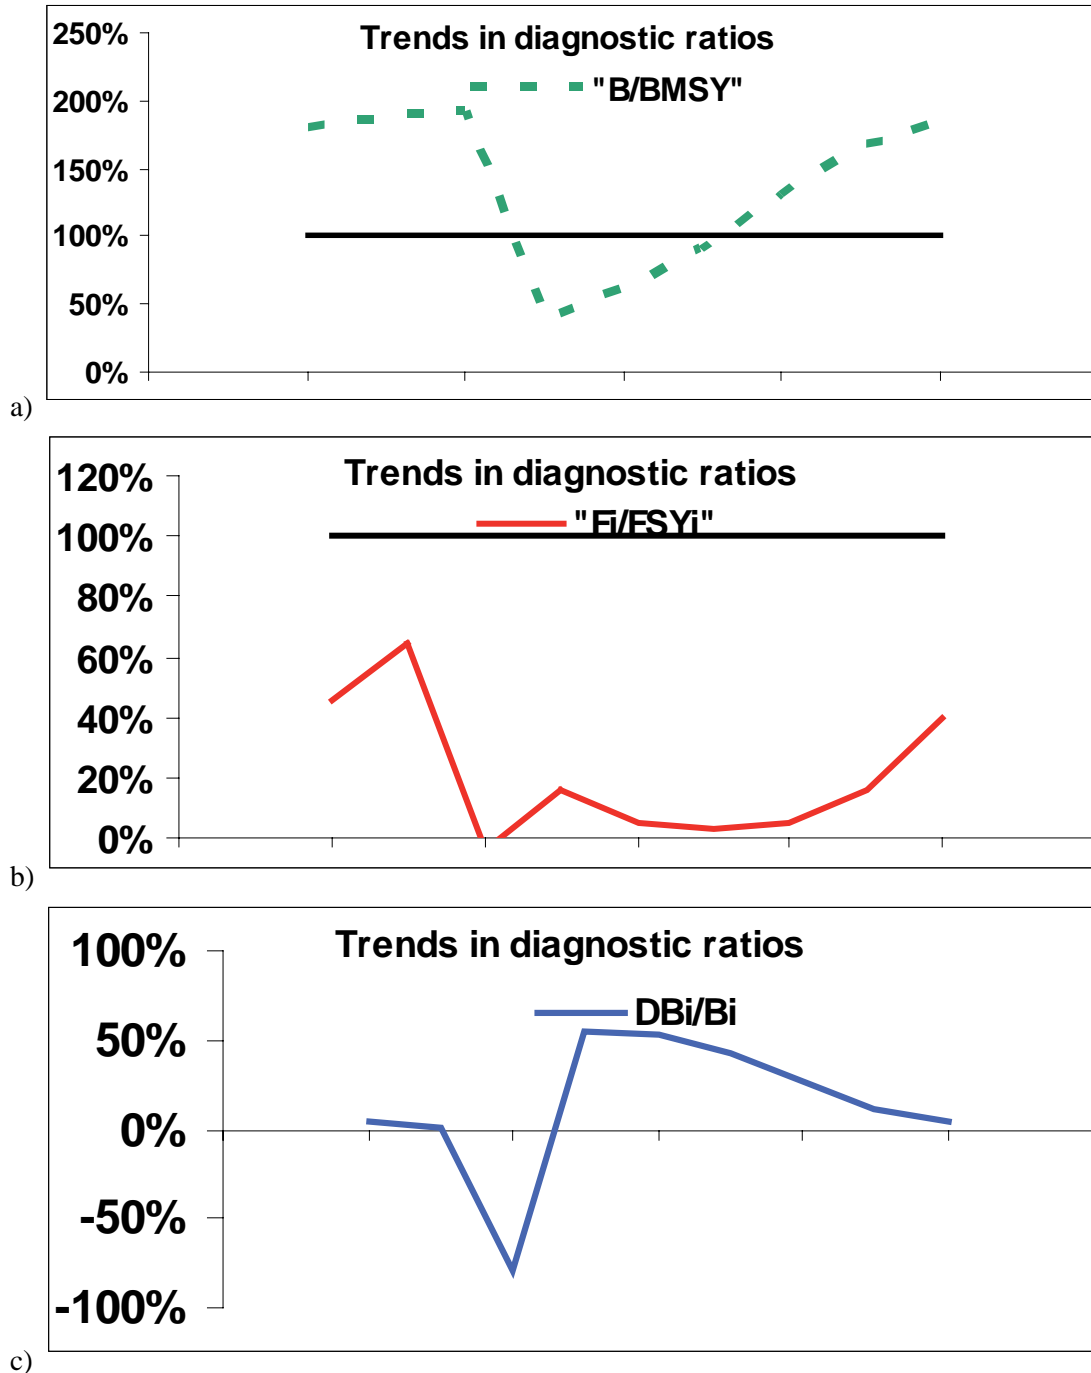 250%
Trends in diagnostic ratios
"B/BMSY"
200%
150%
100%
50%
0%
a)
120%
Trends in diagnostic ratios
"Fi/FSYi"
100%
80%
60%
40%
20%
0%
b)
100%
Trends in diagnostic ratios
DBi/Bi
50%
0%
-50%
-100%
c)